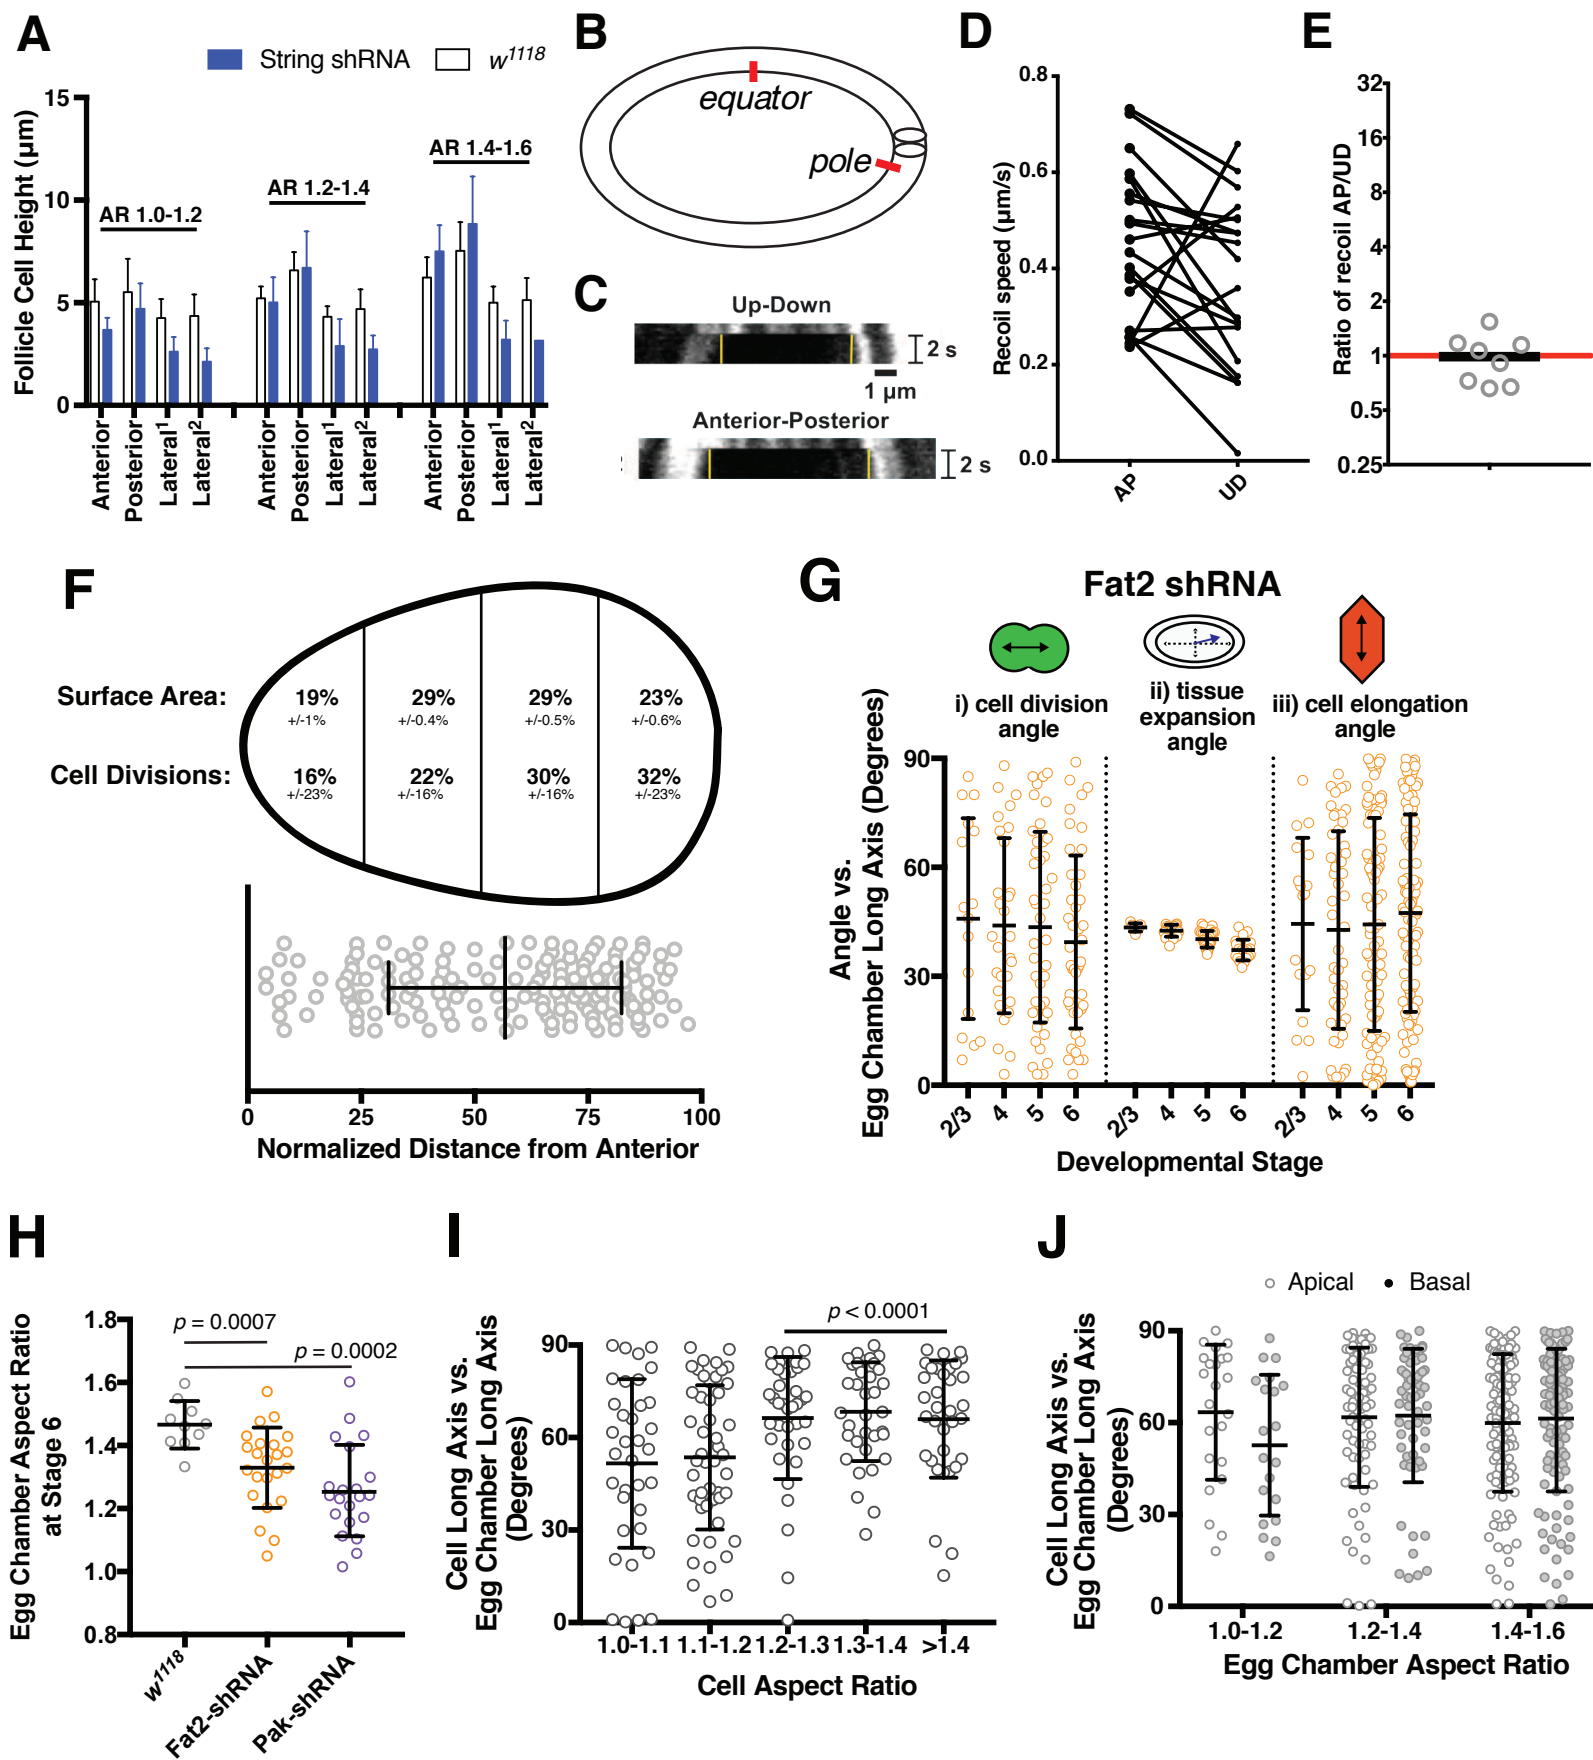 A
String shRNA
w1118
Follicle Cell Height (μm)
15
10
5
0
AR 1.0-1.2
AR 1.2-1.4
AR 1.4-1.6
Anterior
Posterior
Lateral1
Lateral2
Anterior
Posterior
Lateral1
Lateral2
Anterior
Posterior
Lateral1
Lateral2
B
equator
pole
C
Up-Down
2 s
1 μm
Anterior-Posterior
2 s
D
Recoil speed (μm/s)
0.8
0.6
0.4
0.2
0.0
AP
UD
E
Ratio of recoil AP/UD
32
16
8
4
2
1
0.5
0.25
F
Surface Area:
19%
29%
29%
23%
+/-1%
+/-0.4%
+/-0.5%
+/-0.6%
Cell Divisions:
16%
22%
30%
32%
+/-23%
+/-16%
+/-16%
+/-23%
0
25
50
75
100
Normalized Distance from Anterior
G
Fat2 shRNA
i) cell division
angle
ii) tissue
expansion
angle
iii) cell elongation
angle
Angle vs.
Egg Chamber Long Axis (Degrees)
90
60
30
0
2/3
4
5
6
2/3
4
5
6
2/3
4
5
6
Developmental Stage
H
Egg Chamber Aspect Ratio
at Stage 6
1.8
1.6
1.4
1.2
1.0
0.8
p = 0.0007
p = 0.0002
w1118
Fat2-shRNA
Pak-shRNA
I
Cell Long Axis vs.
Egg Chamber Long Axis
(Degrees)
90
60
30
0
p < 0.0001
1.0-1.1
1.1-1.2
1.2-1.3
1.3-1.4
>1.4
Cell Aspect Ratio
J
Apical
Basal
Cell Long Axis vs.
Egg Chamber Long Axis
(Degrees)
90
60
30
0
1.0-1.2
1.2-1.4
1.4-1.6
Egg Chamber Aspect Ratio